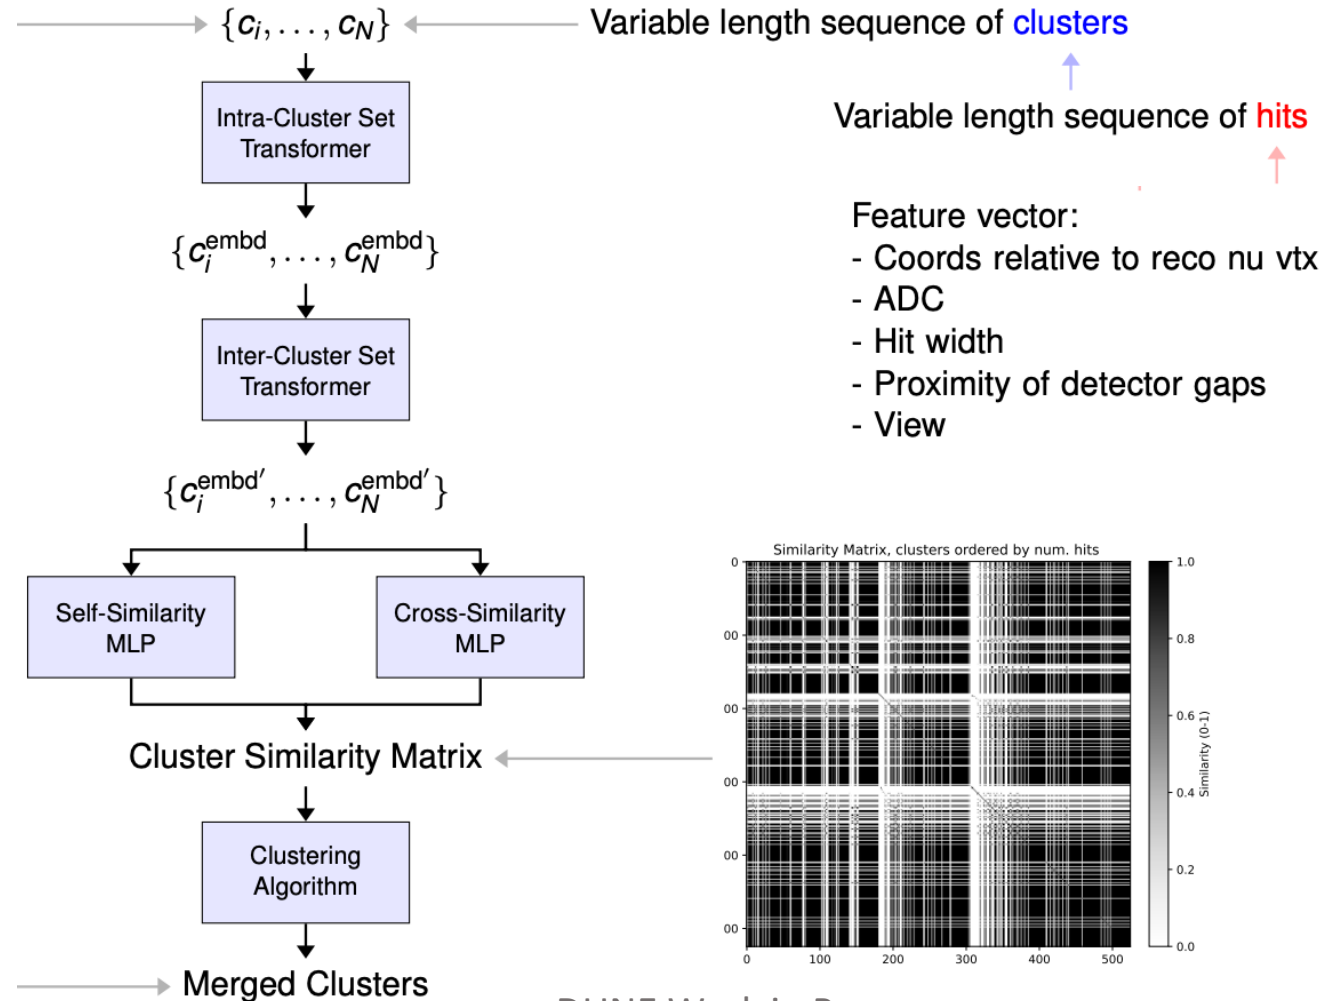 {c_i, . . . , c_N}
Variable length sequence of clusters
Variable length sequence of hits
Feature vector:
- Coords relative to reco nu vtx
- ADC
- Hit width
- Proximity of detector gaps
- View
Intra-Cluster Set
Transformer
{c_i^embd, . . . , c_N^embd}
Inter-Cluster Set
Transformer
{c_i^embd′, . . . , c_N^embd′}
Self-Similarity
MLP
Cross-Similarity
MLP
Cluster Similarity Matrix
Clustering
Algorithm
Merged Clusters
Similarity Matrix, clusters ordered by num. hits
0
00
00
00
00
00
0 100 200 300 400 500
1.0
0.8
0.6
0.4
0.2
0.0
Similarity (0-1)